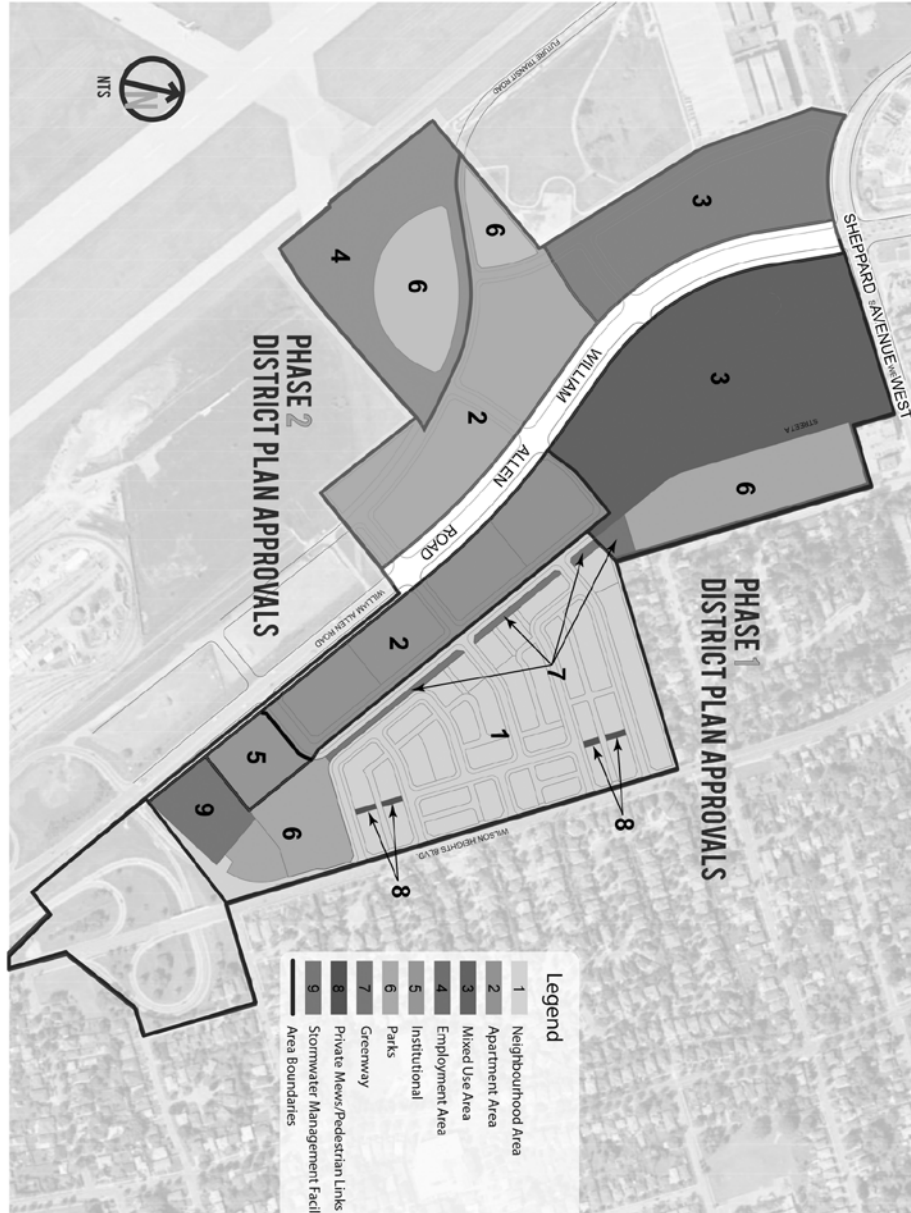 N
NTS
FUTURE TRANSIT ROAD
SHEPPARD AVENUE WEST
3
6
4
6
3
WILLIAM ALLEN ROAD
STREET A
6
2
PHASE 2
DISTRICT PLAN APPROVALS
PHASE 1
DISTRICT PLAN APPROVALS
WILLIAM ALLEN ROAD
2
7
1
8
5
9
6
8
WILSON HEIGHTS BLVD.
Legend
1 Neighbourhood Area
2 Apartment Area
3 Mixed Use Area
4 Employment Area
5 Institutional
6 Parks
7 Greenway
8 Private Mews/Pedestrian Links
9 Stormwater Management Facil
Area Boundaries